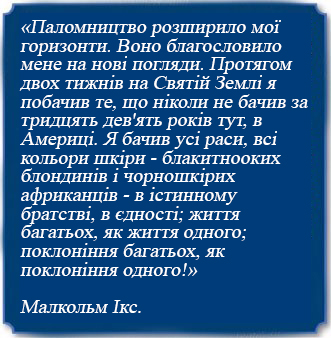 «Паломництво розширило мої
горизонти. Воно благословило
мене на нові погляди. Протягом
двох тижнів на Святій Землі я
побачив те, що ніколи не бачив за
тридцять дев'ять років тут, в
Америці. Я бачив усі раси, всі
кольори шкіри - блакитнооких
блондинів і чорношкірих
африканців - в істинному
братстві, в єдності; життя
багатьох, як життя одного;
поклоніння багатьох, як
поклоніння одного!»
Малкольм Ікс.